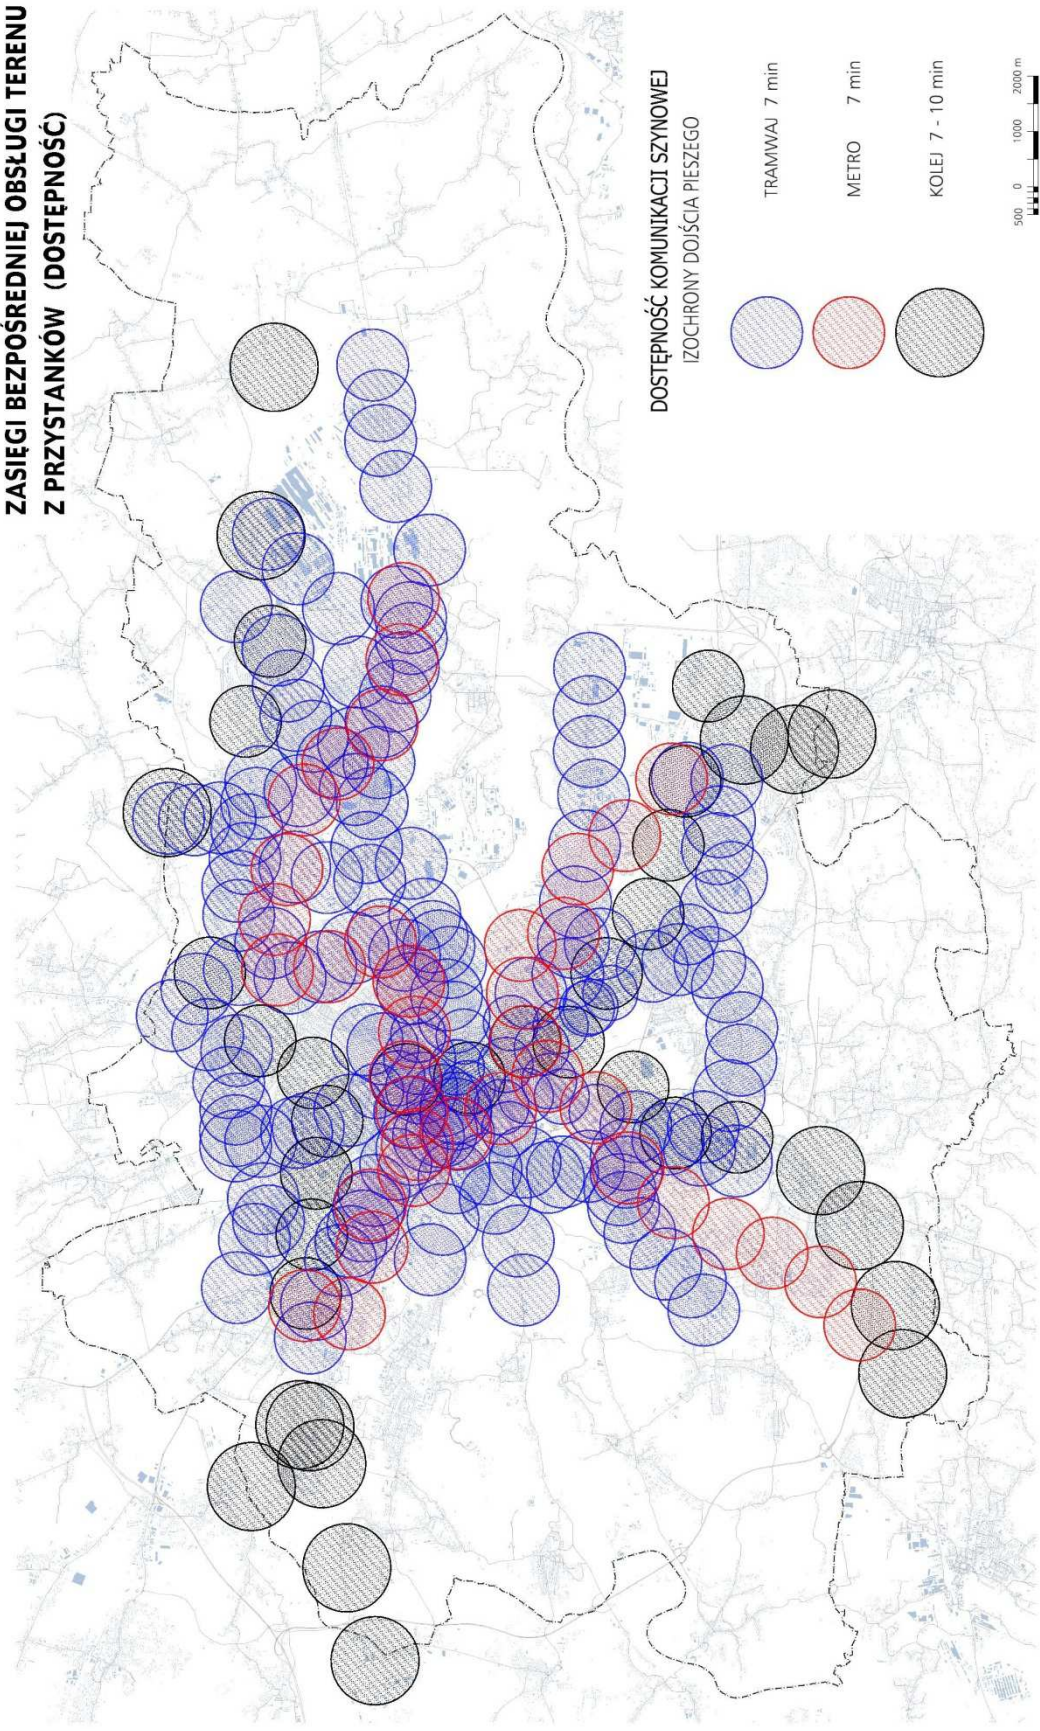 ZASIĘGI BEZPOŚREDNIEJ OBSŁUGI TERENU
Z PRZYSTANKÓW (DOSTĘPNOŚĆ)
DOSTĘPNOŚĆ KOMUNIKACJI SZYNOWEJ
IZOCHRONY DOJŚCIA PIESZEGO
TRAMWAJ 7 min
METRO 7 min
KOLEJ 7 - 10 min
500 0 1000 2000 m